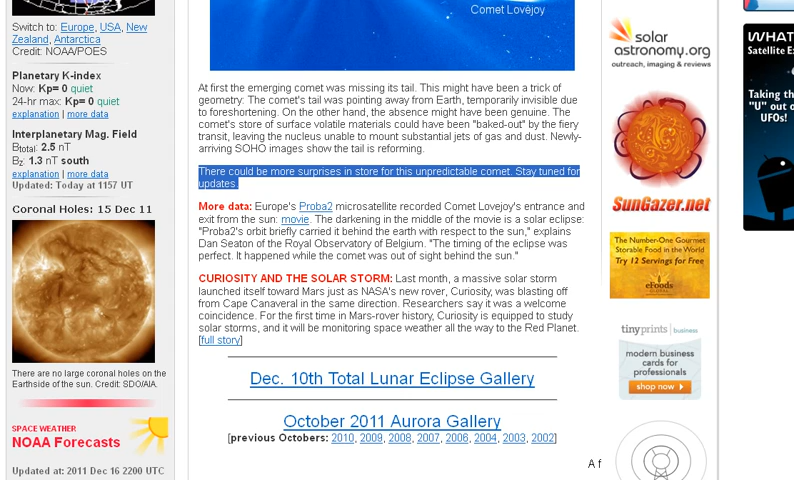 Switch to: Europe, USA, New
Zealand, Antarctica
Credit: NOAA/POES
Planetary K-index
Now: Kp= 0 quiet
24-hr max: Kp= 0 quiet
explanation | more data
Interplanetary Mag. Field
Btotal: 2.5 nT
Bz: 1.3 nT south
explanation | more data
Updated: Today at 1157 UT
Coronal Holes: 15 Dec 11
There are no large coronal holes on the
Earthside of the sun. Credit: SDO/AIA.
SPACE WEATHER
NOAA Forecasts
Updated at: 2011 Dec 16 2200 UTC
Comet Lovejoy
At first the emerging comet was missing its tail. This might have been a trick of
geometry: The comet's tail was pointing away from Earth, temporarily invisible due
to foreshortening. On the other hand, the absence might have been genuine. The
comet's store of surface volatile materials could have been "baked-out" by the fiery
transit, leaving the nucleus unable to mount substantial jets of gas and dust. Newly-
arriving SOHO images show the tail is reforming.
There could be more surprises in store for this unpredictable comet. Stay tuned for
updates.
More data: Europe's Proba2 microsatellite recorded Comet Lovejoy's entrance and
exit from the sun: movie. The darkening in the middle of the movie is a solar eclipse:
"Proba2's orbit briefly carried it behind the earth with respect to the sun," explains
Dan Seaton of the Royal Observatory of Belgium. "The timing of the eclipse was
perfect. It happened while the comet was out of sight behind the sun."
CURIOSITY AND THE SOLAR STORM: Last month, a massive solar storm
launched itself toward Mars just as NASA's new rover, Curiosity, was blasting off
from Cape Canaveral in the same direction. Researchers say it was a welcome
coincidence. For the first time in Mars-rover history, Curiosity is equipped to study
solar storms, and it will be monitoring space weather all the way to the Red Planet.
[full story]
Dec. 10th Total Lunar Eclipse Gallery
October 2011 Aurora Gallery
[previous Octobers: 2010, 2009, 2008, 2007, 2006, 2004, 2003, 2002]
A f
solar
astronomy.org
outreach, imaging & reviews
SunGazer.net
The Number-One Gourmet
Storable Food in the World
Try 12 Servings for Free
eFoods
GLOBAL
tinyprints | business
modern business
cards for
professionals
shop now
WHAT
Satellite E
Taking th
"U" out o
UFOs!